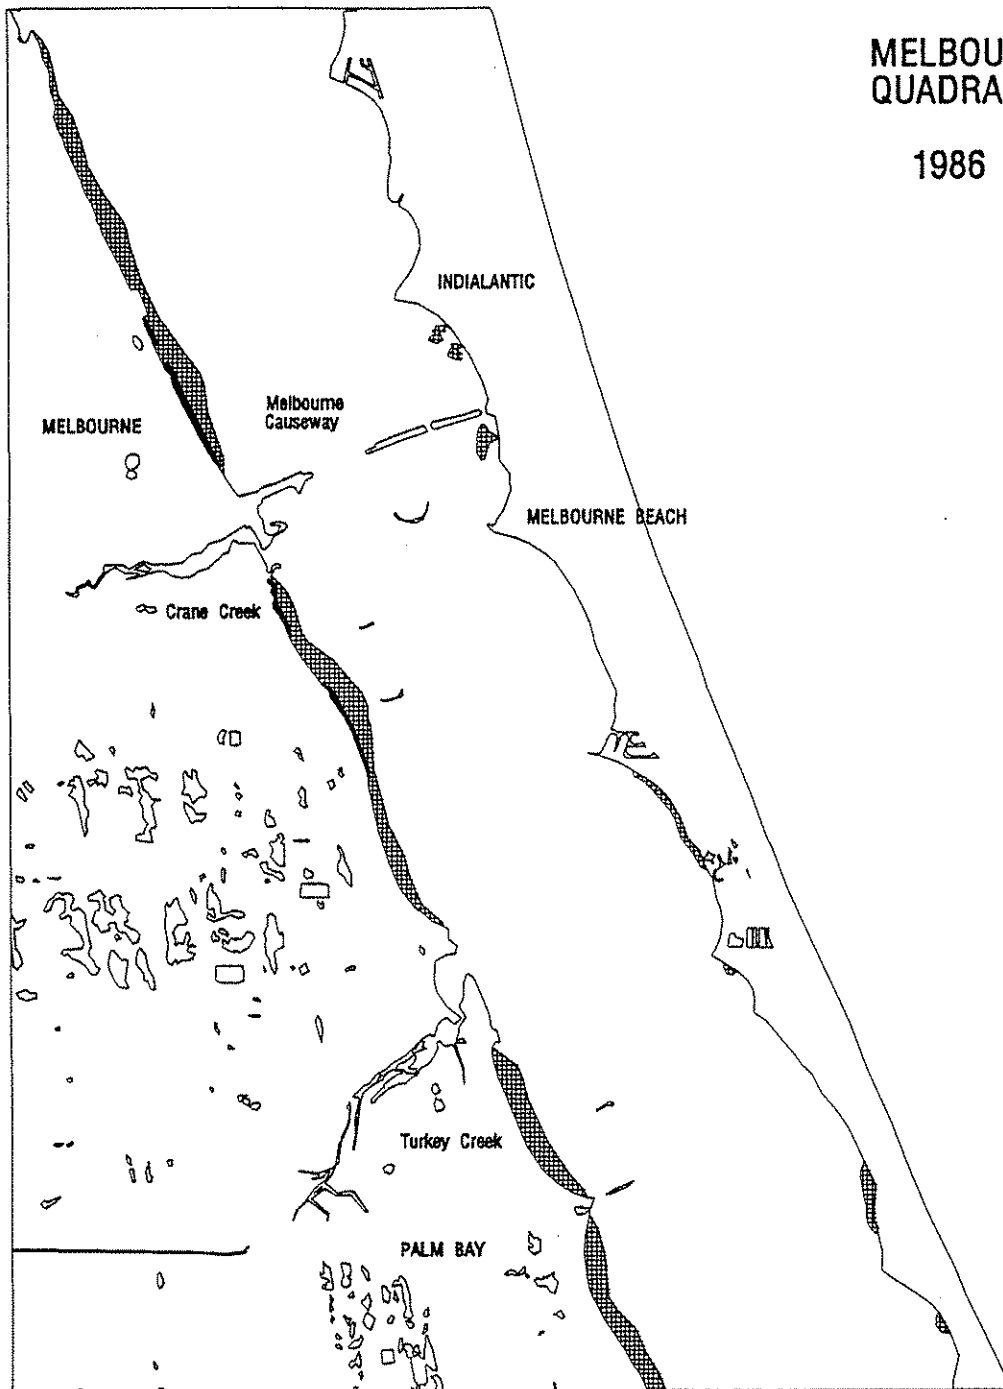 MELBOU
QUADRA
1986
INDIALANTIC
Melbourne
Causeway
MELBOURNE
MELBOURNE BEACH
Crane Creek
Turkey Creek
PALM BAY